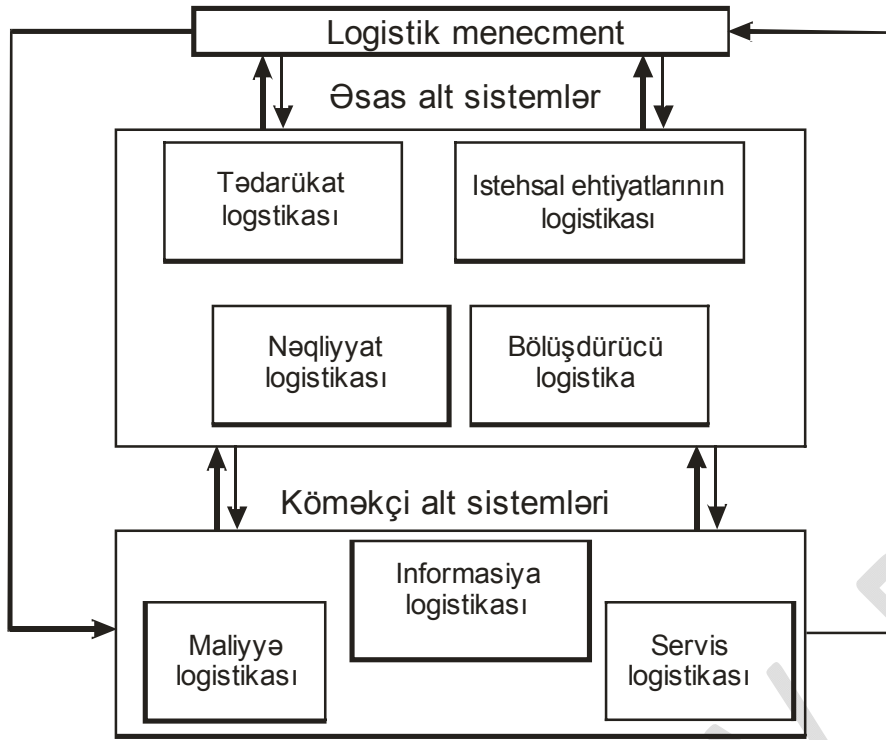 Logistik menecment
Əsas alt sistemlər
Tədarükat
logstikası
Istehsal ehtiyatlarının
logistikası
Nəqliyyat
logistikası
Bölüşdürücü
logistika
Köməkçi alt sistemləri
Informasiya
logistikası
Maliyyə
logistikası
Servis
logistikası